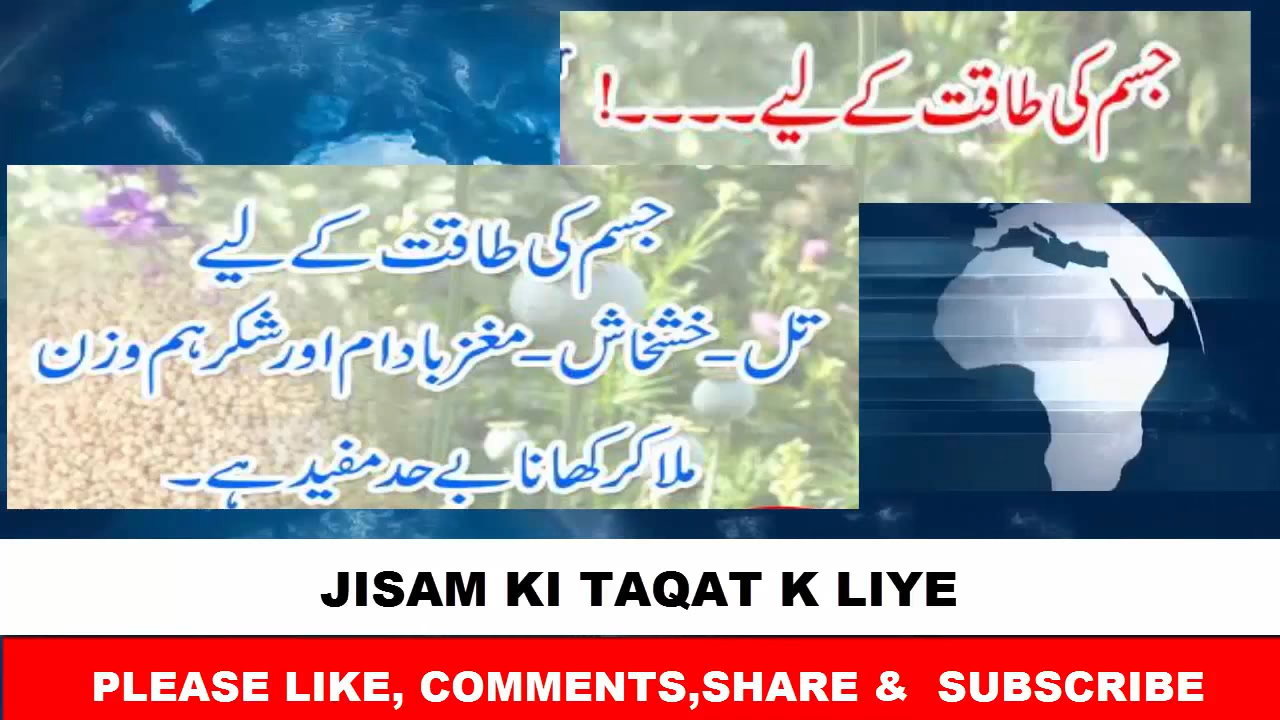 جسم کی طاقت کے لیے ۔۔۔۔!
جسم کی طاقت کے لیے
تل - خشخاش - مغز بادام اور شکر ہم وزن
ملا کر کھانا بے حد مفید ہے -
JISAM KI TAQAT K LIYE
PLEASE LIKE, COMMENTS,SHARE & SUBSCRIBE